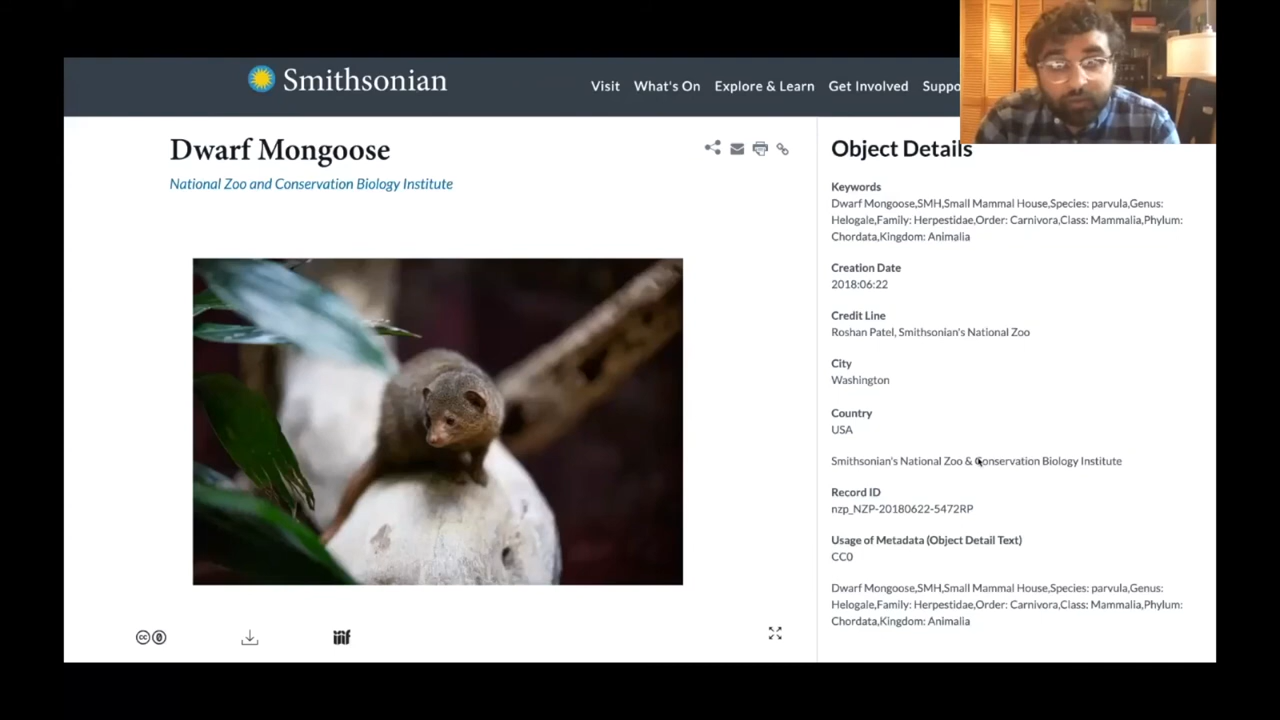 Smithsonian
Visit What's On Explore & Learn Get Involved Suppo
Dwarf Mongoose
National Zoo and Conservation Biology Institute
Object Details
Keywords
Dwarf Mongoose,SMH,Small Mammal House,Species: parvula,Genus:
Helogale,Family: Herpestidae,Order: Carnivora,Class: Mammalia,Phylum:
Chordata,Kingdom: Animalia
Creation Date
2018:06:22
Credit Line
Roshan Patel, Smithsonian's National Zoo
City
Washington
Country
USA
Smithsonian's National Zoo & Conservation Biology Institute
Record ID
nzp_NZP-20180622-5472RP
Usage of Metadata (Object Detail Text)
CC0
Dwarf Mongoose,SMH,Small Mammal House,Species: parvula,Genus:
Helogale,Family: Herpestidae,Order: Carnivora,Class: Mammalia,Phylum:
Chordata,Kingdom: Animalia
cc 0
iiif